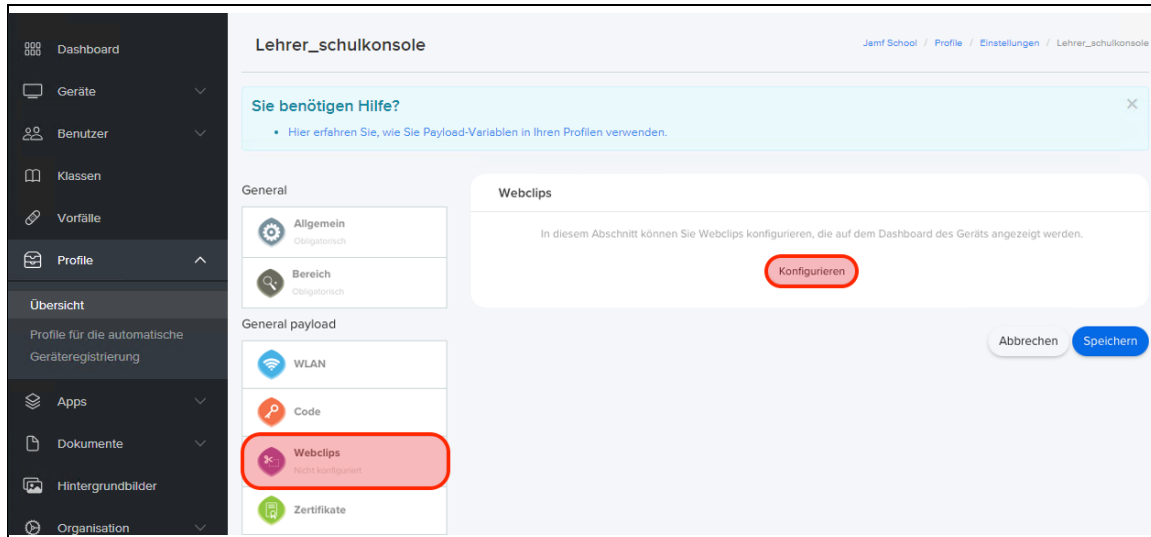 Dashboard
Geräte
Benutzer
Klassen
Vorfälle
Profile
Übersicht
Profile für die automatische
Geräteregistrierung
Apps
Dokumente
Hintergrundbilder
Organisation
Lehrer_schulkonsole
Jamf School / Profile / Einstellungen / Lehrer_schulkonsole
Sie benötigen Hilfe?
• Hier erfahren Sie, wie Sie Payload-Variablen in Ihren Profilen verwenden.
General
Allgemein
Obligatorisch
Bereich
Obligatorisch
General payload
WLAN
Code
Webclips
Nicht konfiguriert
Zertifikate
Webclips
In diesem Abschnitt können Sie Webclips konfigurieren, die auf dem Dashboard des Geräts angezeigt werden.
Konfigurieren
Abbrechen
Speichern